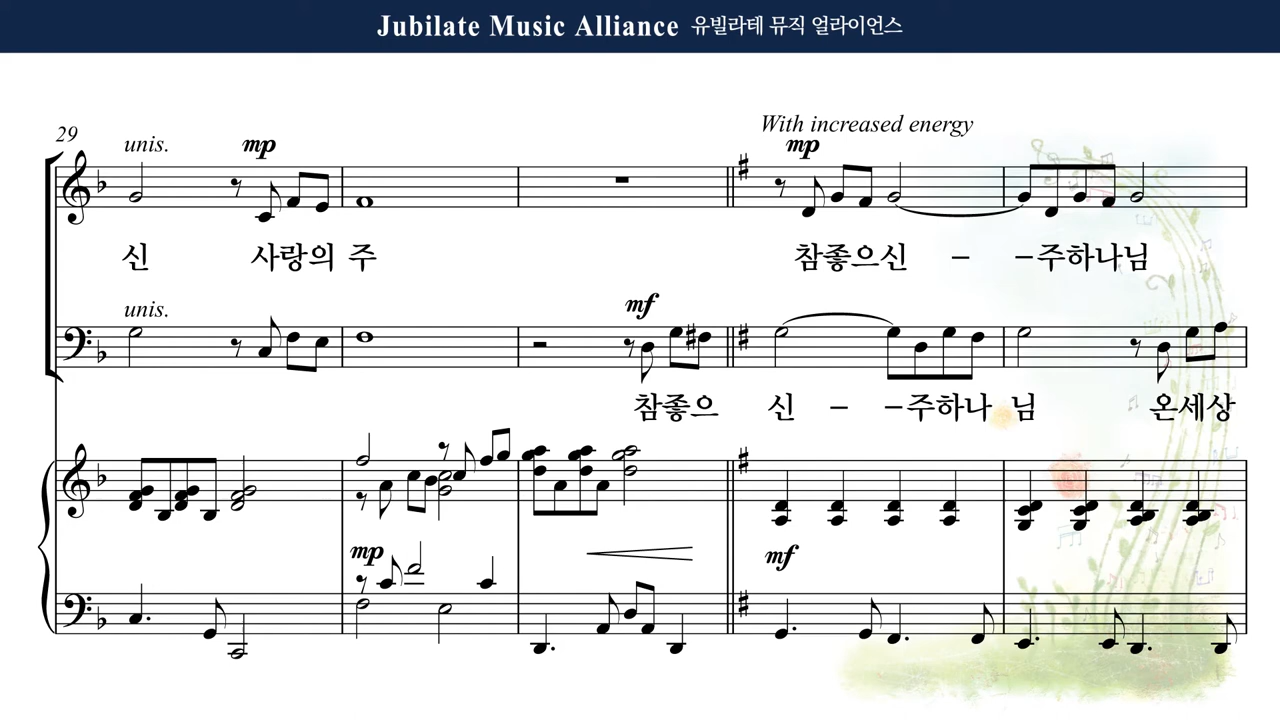 Jubilate Music Alliance 유빌라테 뮤직 얼라이언스
With increased energy
29
unis. mp mp
신 사랑의 주 참좋으신 - -주하나님
unis. mf
참좋으 신 - -주하나 님 온세상
mp mf